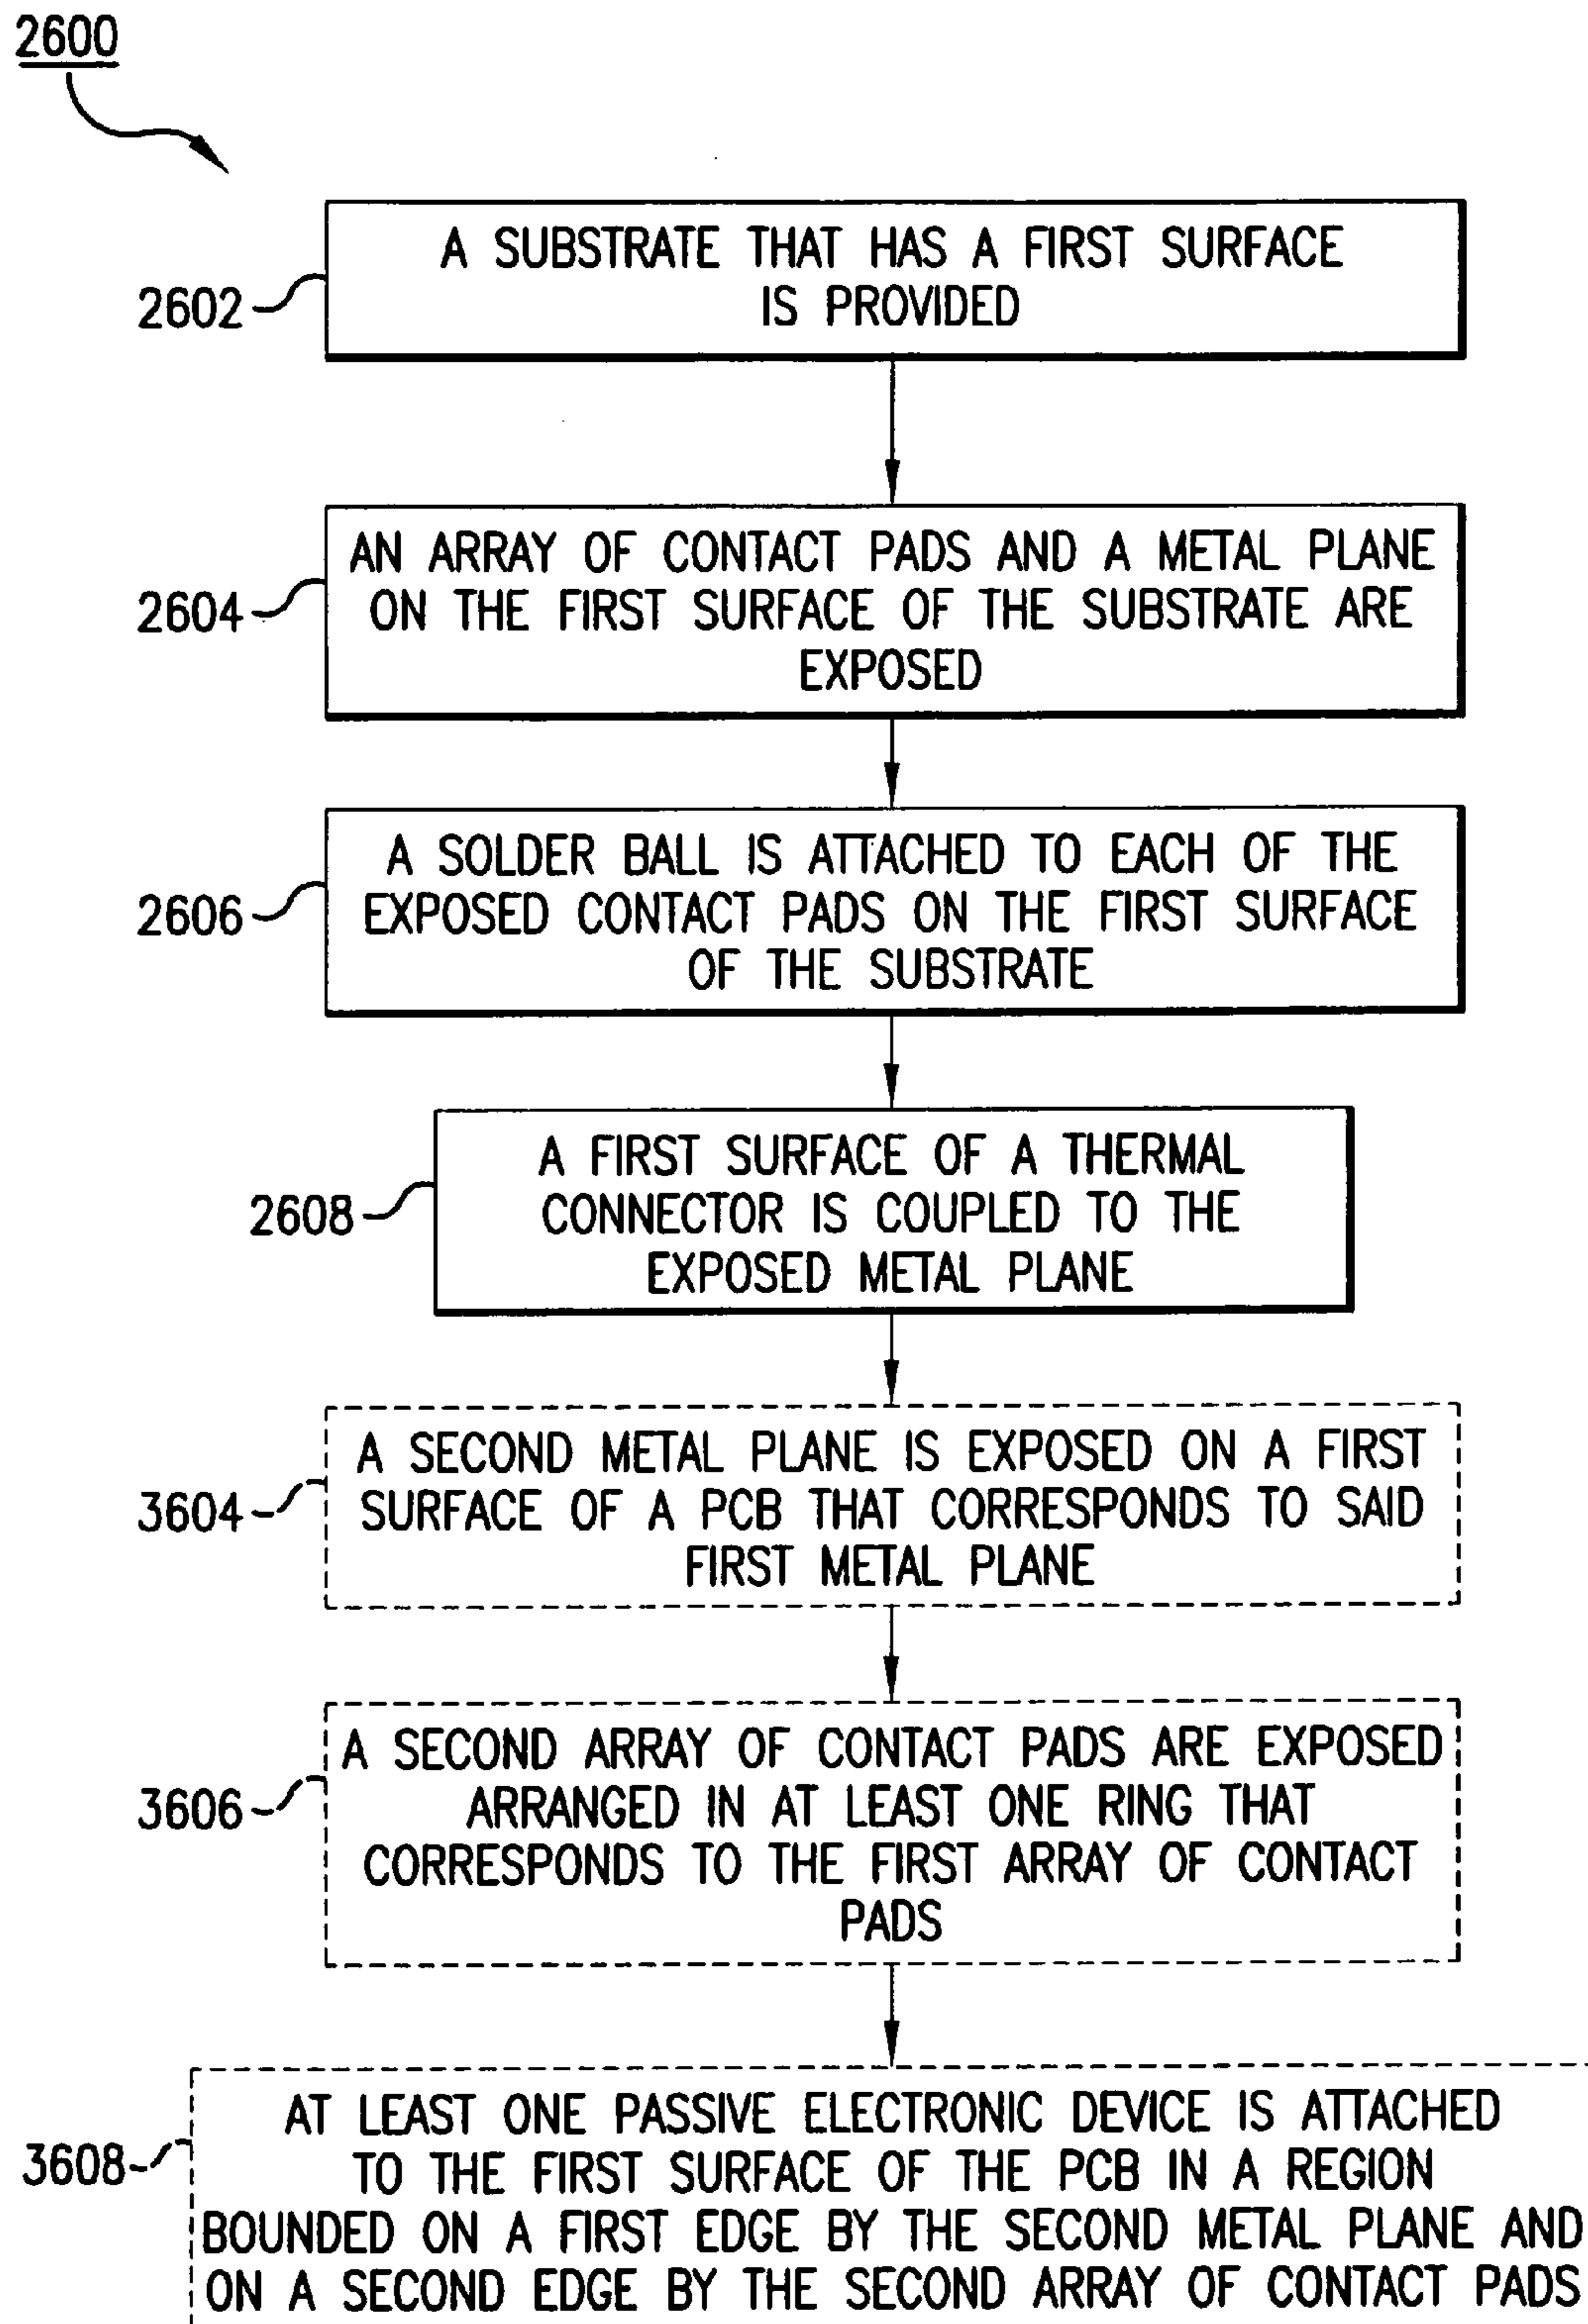 2600
A SUBSTRATE THAT HAS A FIRST SURFACE
IS PROVIDED
2602
AN ARRAY OF CONTACT PADS AND A METAL PLANE
ON THE FIRST SURFACE OF THE SUBSTRATE ARE
EXPOSED
2604
A SOLDER BALL IS ATTACHED TO EACH OF THE
EXPOSED CONTACT PADS ON THE FIRST SURFACE
OF THE SUBSTRATE
2606
A FIRST SURFACE OF A THERMAL
CONNECTOR IS COUPLED TO THE
EXPOSED METAL PLANE
2608
A SECOND METAL PLANE IS EXPOSED ON A FIRST
SURFACE OF A PCB THAT CORRESPONDS TO SAID
FIRST METAL PLANE
3604
A SECOND ARRAY OF CONTACT PADS ARE EXPOSED
ARRANGED IN AT LEAST ONE RING THAT
CORRESPONDS TO THE FIRST ARRAY OF CONTACT
PADS
3606
AT LEAST ONE PASSIVE ELECTRONIC DEVICE IS ATTACHED
TO THE FIRST SURFACE OF THE PCB IN A REGION
BOUNDED ON A FIRST EDGE BY THE SECOND METAL PLANE AND
ON A SECOND EDGE BY THE SECOND ARRAY OF CONTACT PADS
3608